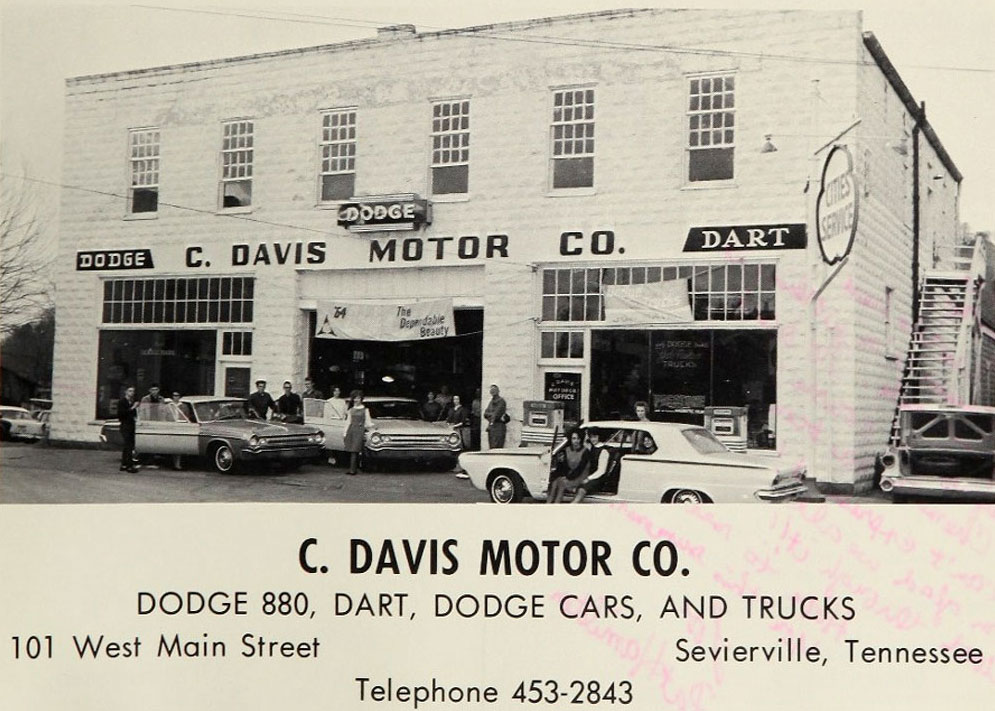 DODGE
DODGE C. DAVIS MOTOR CO. DART
CITIES
SERVICE
'64 The
Dependable
Beauty
OFFICE
TRUCKS
C. DAVIS MOTOR CO.
DODGE 880, DART, DODGE CARS, AND TRUCKS
101 West Main Street Sevierville, Tennessee
Telephone 453-2843